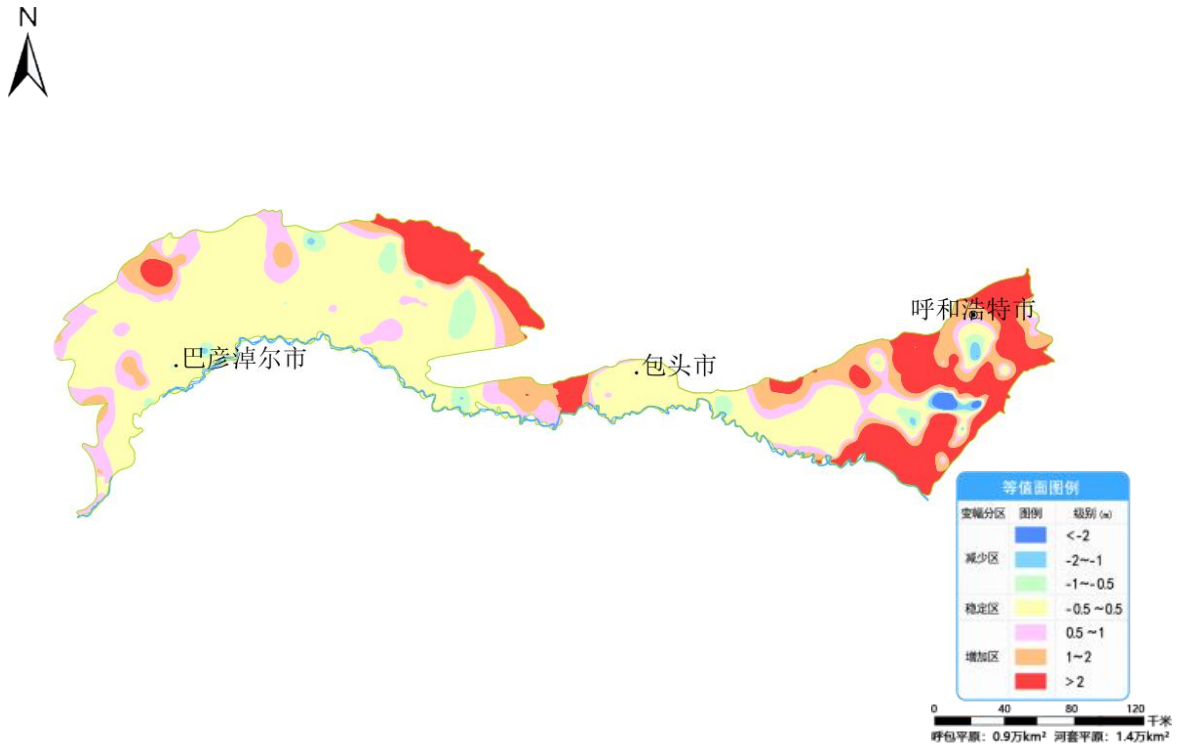 N
呼和浩特市
.巴彦淖尔市
.包头市
等值面图例
变幅分区 图例 级别 (m)
<-2
减少区 -2~-1
-1~-0.5
稳定区 -0.5~0.5
0.5~1
增加区 1~2
>2
0 40 80 120 千米
呼包平原：0.9万km² 河套平原：1.4万km²